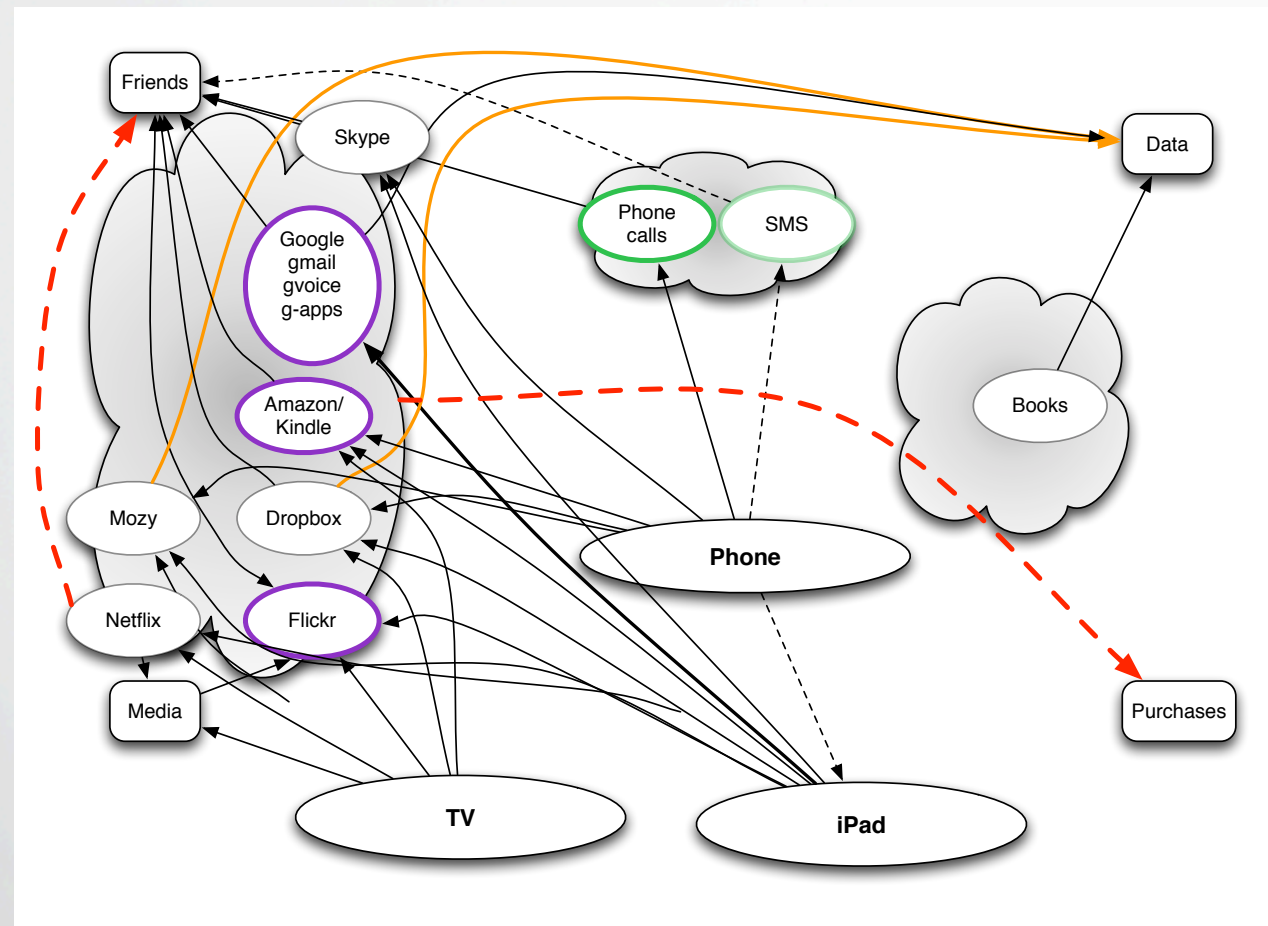 Friends
Skype
Data
Phone
calls
SMS
Google
gmail
gvoice
g-apps
Amazon/
Kindle
Books
Mozy
Dropbox
Phone
Netflix
Flickr
Media
Purchases
TV
iPad